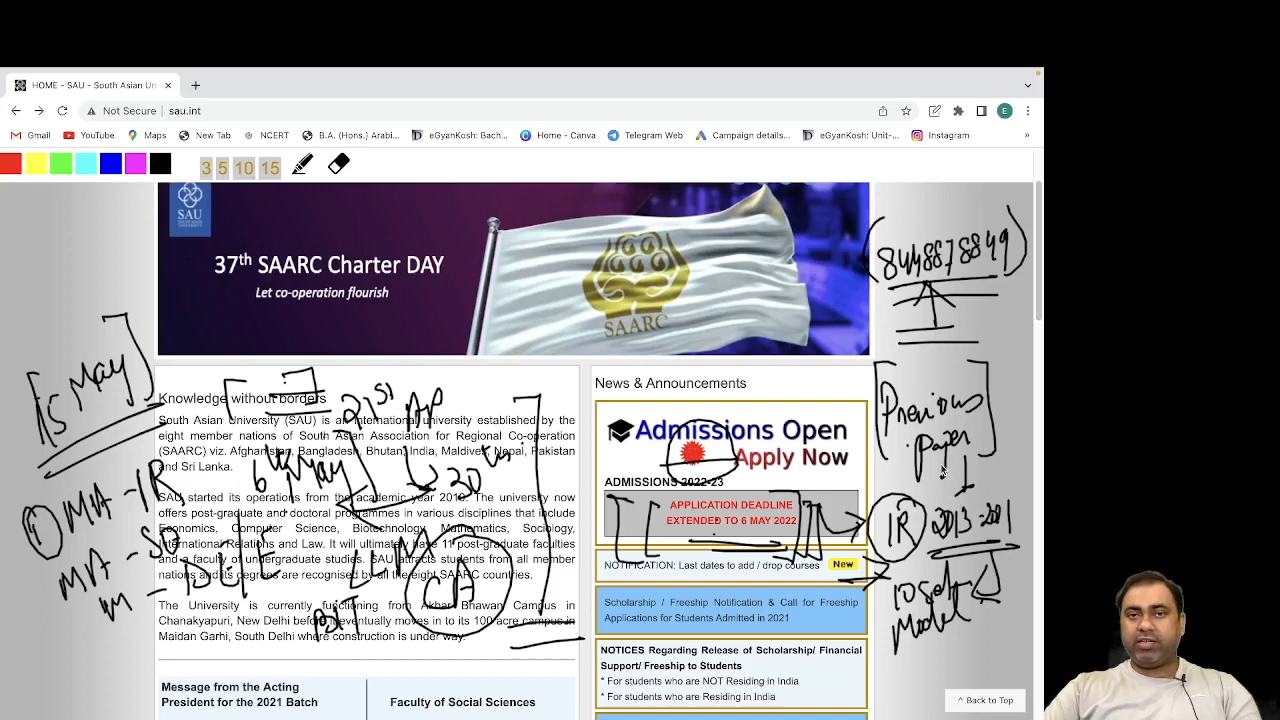 HOME - SAU - South Asian Uni
Not Secure | sau.int
E
Gmail YouTube Maps New Tab NCERT B.A. (Hons.) Arabi... eGyanKosh: Bach... Home - Canva Telegram Web Campaign details... eGyanKosh: Unit-... Instagram »
3 5 10 15
SAU
37th SAARC Charter DAY
Let co-operation flourish
SAARC
(8448878849)
[15 May]
21st Ap
6th May
30th
① MA - IR
MA - SO
Knowledge without borders
South Asian University (SAU) is an international university established by the
eight member nations of South Asian Association for Regional Co-operation
(SAARC) viz. Afghanistan, Bangladesh, Bhutan, India, Maldives, Nepal, Pakistan
and Sri Lanka.
SAU started its operations from the academic year 2010. The university now
offers post-graduate and doctoral programmes in various disciplines that include
Economics, Computer Science, Biotechnology, Mathematics, Sociology,
International Relations and Law. It will ultimately have 11 post-graduate faculties
and a faculty of undergraduate studies. SAU attracts students from all member
nations and its degrees are recognised by all the eight SAARC countries.
The University is currently functioning from Akbar Bhawan Campus in
Chanakyapuri, New Delhi before it eventually moves in to its 100 acre campus in
Maidan Garhi, South Delhi where construction is under way.
Message from the Acting
President for the 2021 Batch
Faculty of Social Sciences
News & Announcements
Admissions Open
Apply Now
ADMISSIONS 2022-23
APPLICATION DEADLINE
EXTENDED TO 6 MAY 2022
NOTIFICATION: Last dates to add / drop courses New
Scholarship / Freeship Notification & Call for Freeship
Applications for Students Admitted in 2021
NOTICES Regarding Release of Scholarship/ Financial
Support/ Freeship to Students
* For students who are NOT Residing in India
* For students who are Residing in India
[Previous
paper]
IR 2013-2021
10 Set
Model
^ Back to Top